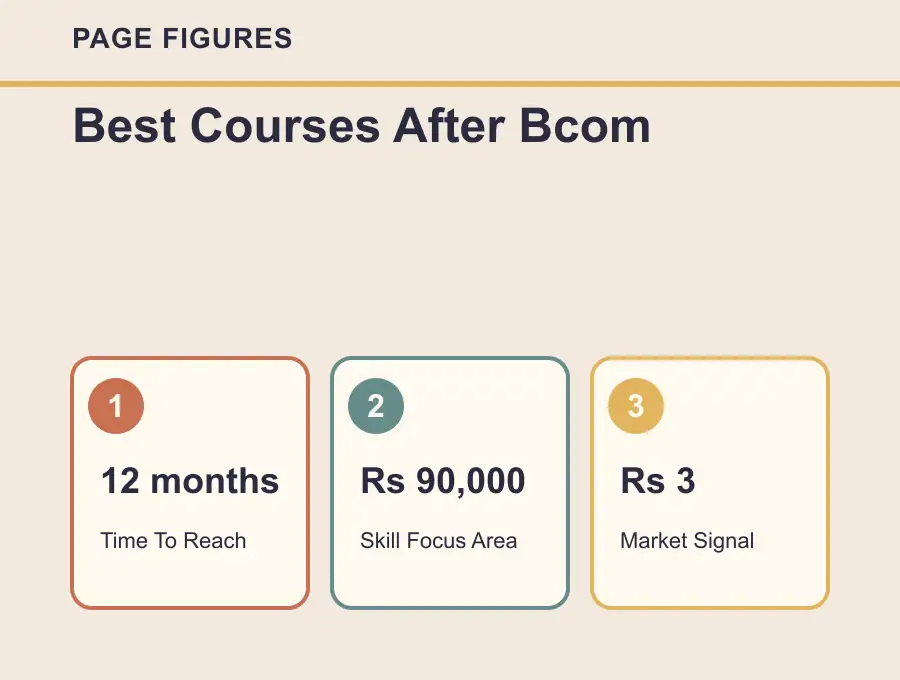 PAGE FIGURES
Best Courses After Bcom
1
12 months
Time To Reach
2
Rs 90,000
Skill Focus Area
3
Rs 3
Market Signal